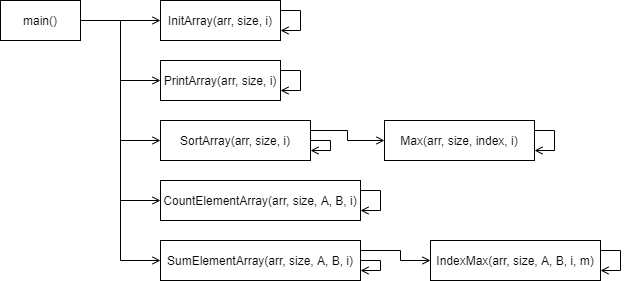 main()
InitArray(arr, size, i)
PrintArray(arr, size, i)
SortArray(arr, size, i)
Max(arr, size, index, i)
CountElementArray(arr, size, A, B, i)
SumElementArray(arr, size, A, B, i)
IndexMax(arr, size, A, B, i, m)